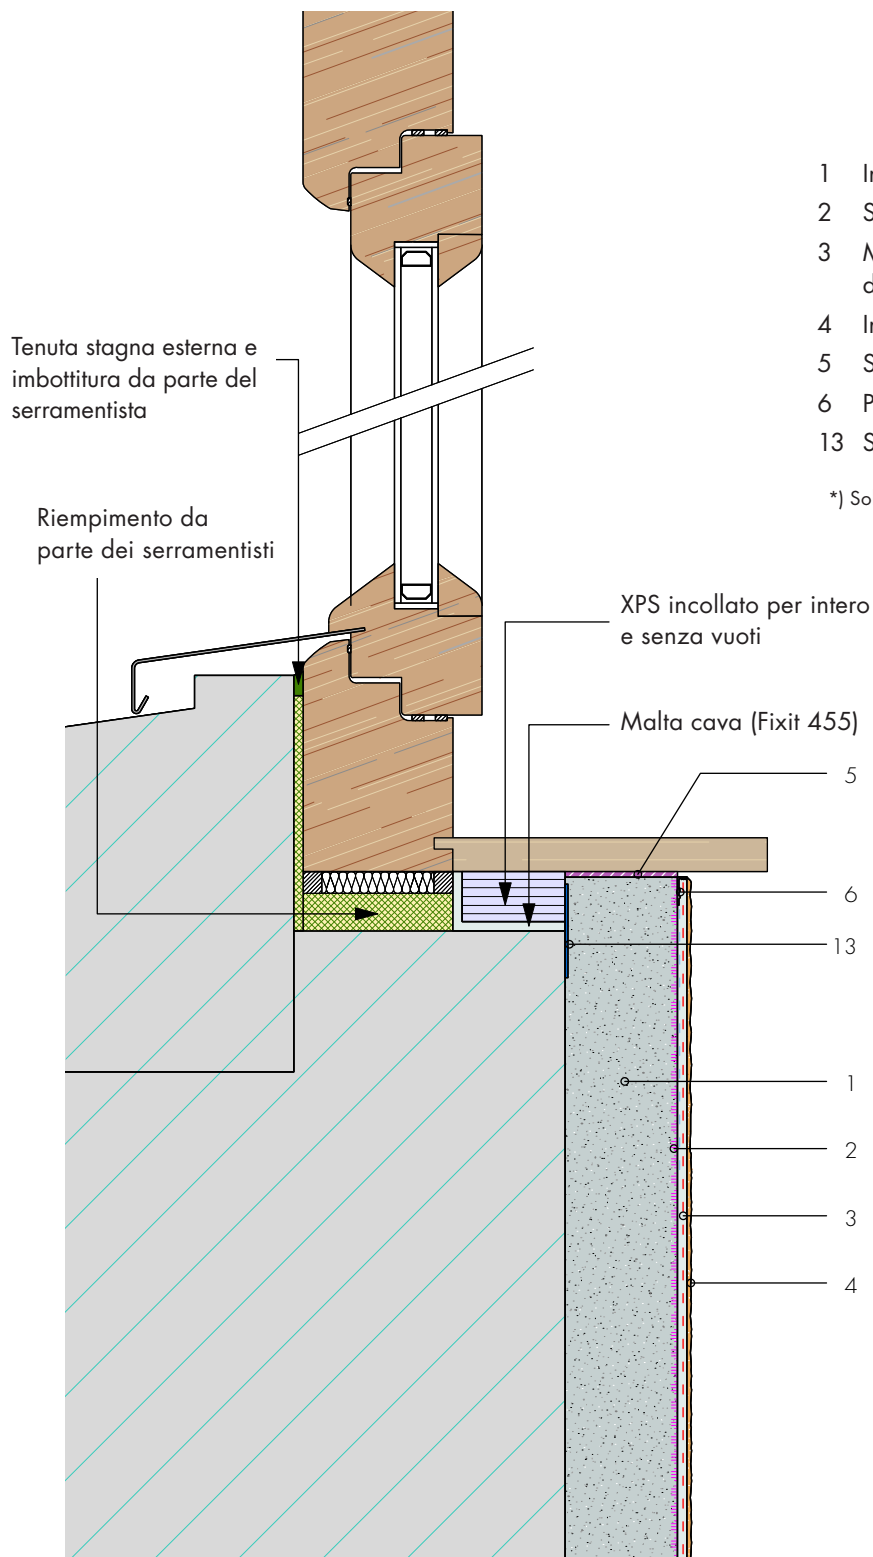 1
2
3
4
5
6
13
*) So
Tenuta stagna esterna e
imbottitura da parte del
serramentista
Riempimento da
parte dei serramentisti
XPS incollato per intero
e senza vuoti
Malta cava (Fixit 455)
5
6
13
1
2
3
4